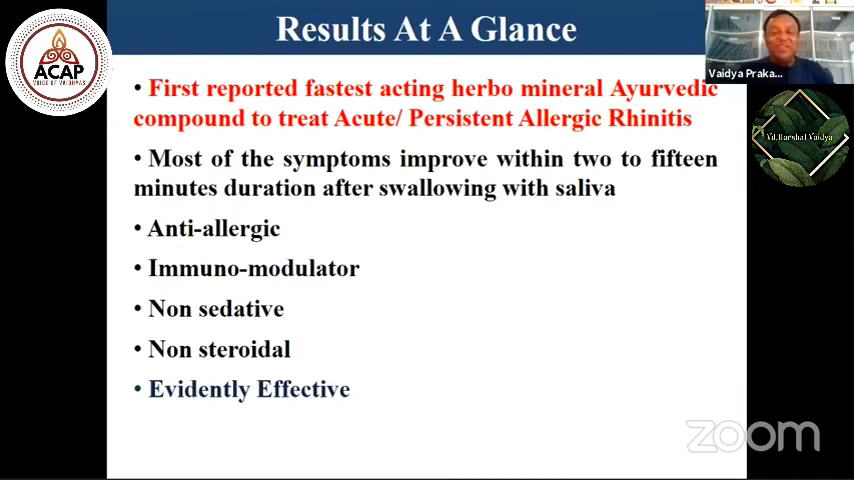 Results At A Glance
ACAP
VOICE OF VAIDHYAS
Vaidya Praka...
Vd.Harshal Vaidya
• First reported fastest acting herbo mineral Ayurvedic
compound to treat Acute/ Persistent Allergic Rhinitis
• Most of the symptoms improve within two to fifteen
minutes duration after swallowing with saliva
• Anti-allergic
• Immuno-modulator
• Non sedative
• Non steroidal
• Evidently Effective
zoom